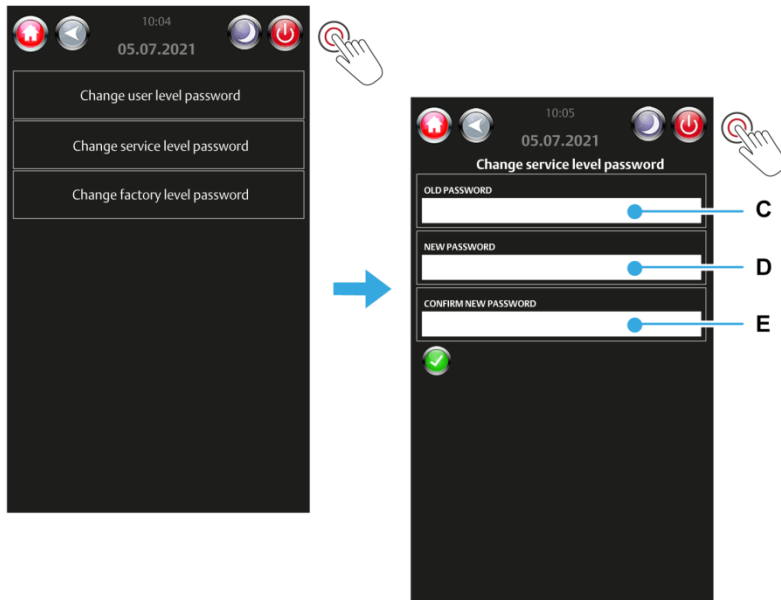 10:04
05.07.2021
Change user level password
Change service level password
Change factory level password
10:05
05.07.2021
Change service level password
OLD PASSWORD
C
NEW PASSWORD
D
CONFIRM NEW PASSWORD
E